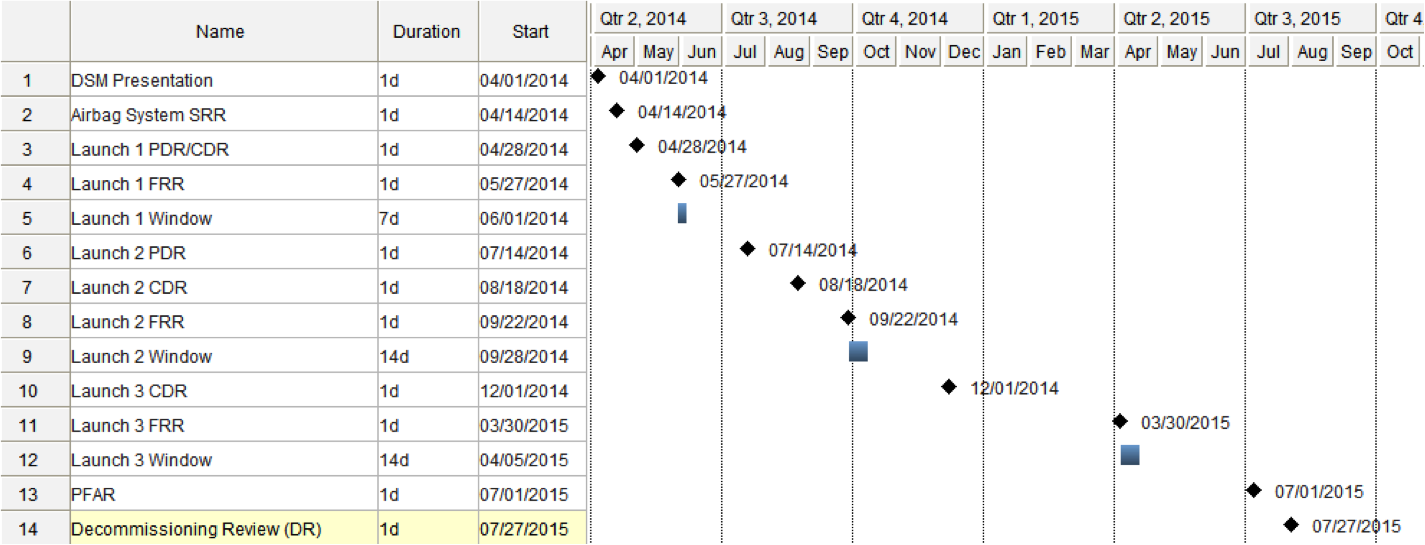 Name Duration Start Qtr 2, 2014 Qtr 3, 2014 Qtr 4, 2014 Qtr 1, 2015 Qtr 2, 2015 Qtr 3, 2015 Qtr 4
Apr May Jun Jul Aug Sep Oct Nov Dec Jan Feb Mar Apr May Jun Jul Aug Sep Oct
1 DSM Presentation 1d 04/01/2014 04/01/2014
2 Airbag System SRR 1d 04/14/2014 04/14/2014
3 Launch 1 PDR/CDR 1d 04/28/2014 04/28/2014
4 Launch 1 FRR 1d 05/27/2014 05/27/2014
5 Launch 1 Window 7d 06/01/2014
6 Launch 2 PDR 1d 07/14/2014 07/14/2014
7 Launch 2 CDR 1d 08/18/2014 08/18/2014
8 Launch 2 FRR 1d 09/22/2014 09/22/2014
9 Launch 2 Window 14d 09/28/2014
10 Launch 3 CDR 1d 12/01/2014 12/01/2014
11 Launch 3 FRR 1d 03/30/2015 03/30/2015
12 Launch 3 Window 14d 04/05/2015
13 PFAR 1d 07/01/2015 07/01/2015
14 Decommissioning Review (DR) 1d 07/27/2015 07/27/2015